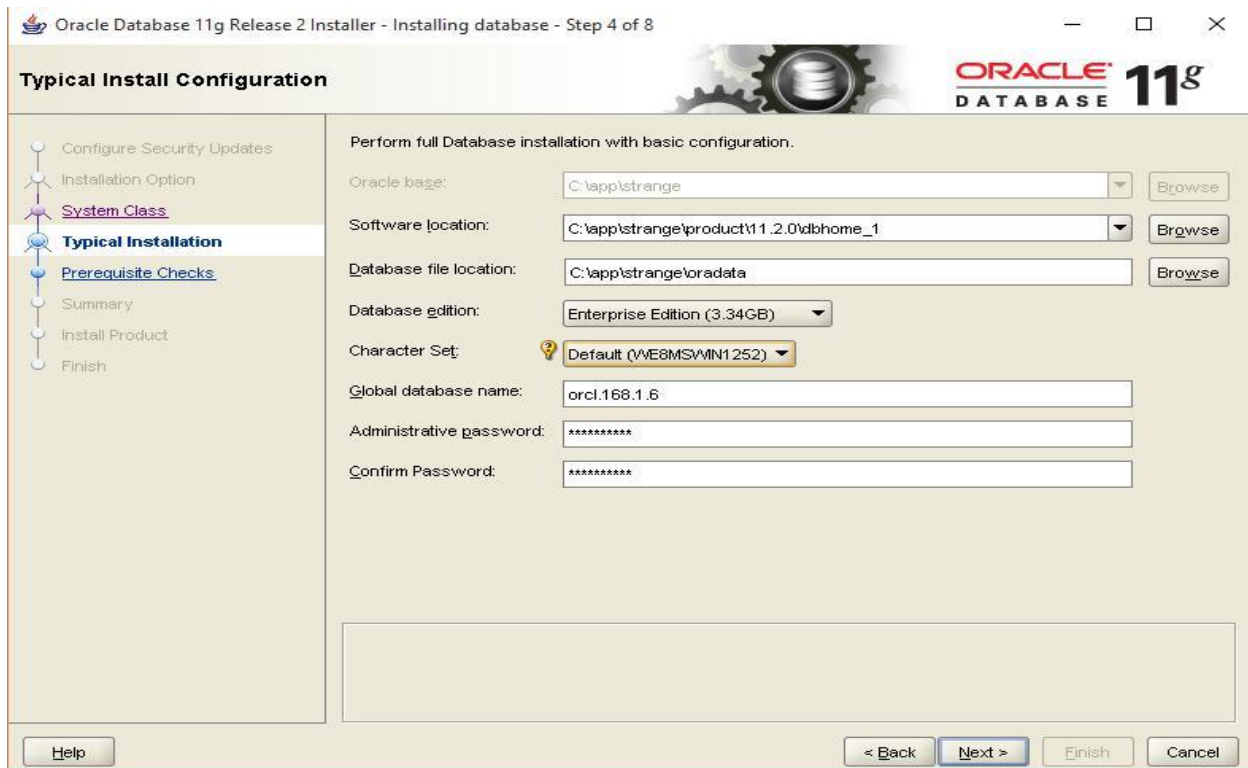 Oracle Database 11g Release 2 Installer - Installing database - Step 4 of 8
Typical Install Configuration
ORACLE DATABASE 11g
Configure Security Updates
Installation Option
System Class
Typical Installation
Prerequisite Checks
Summary
Install Product
Finish
Perform full Database installation with basic configuration.
Oracle base: C:\app\strange Browse
Software location: C:\app\strange\product\11.2.0\dbhome_1 Browse
Database file location: C:\app\strange\oradata Browse
Database edition: Enterprise Edition (3.34GB)
Character Set: Default (WE8MSWIN1252)
Global database name: orcl.168.1.6
Administrative password: **********
Confirm Password: **********
Help < Back Next > Finish Cancel